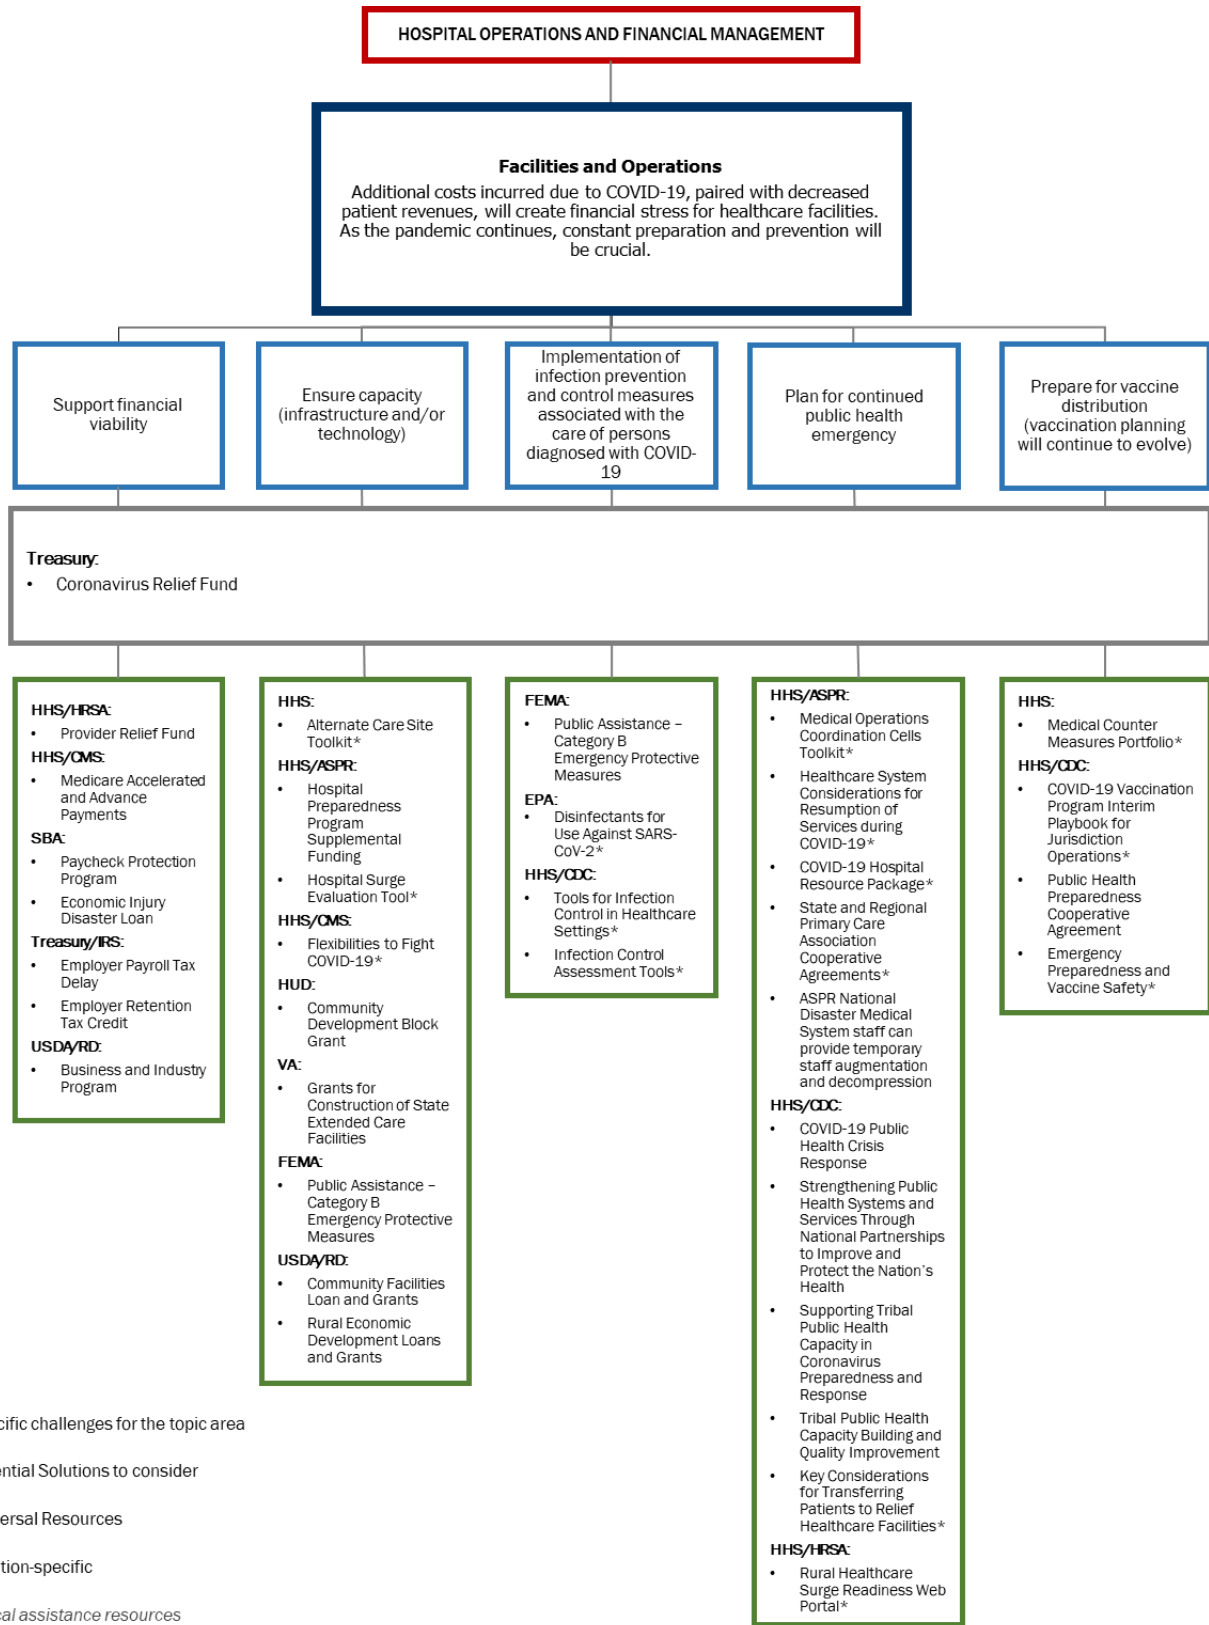 HOSPITAL OPERATIONS AND FINANCIAL MANAGEMENT
Facilities and Operations
Additional costs incurred due to COVID-19, paired with decreased
patient revenues, will create financial stress for healthcare facilities.
As the pandemic continues, constant preparation and prevention will
be crucial.
Support financial
viability
Ensure capacity
(infrastructure and/or
technology)
Implementation of
infection prevention
and control measures
associated with the
care of persons
diagnosed with COVID-
19
Plan for continued
public health
emergency
Prepare for vaccine
distribution
(vaccination planning
will continue to evolve)
Treasury:
• Coronavirus Relief Fund
HHS/HRSA:
• Provider Relief Fund
HHS/CMS:
• Medicare Accelerated
and Advance
Payments
SBA:
• Paycheck Protection
Program
• Economic Injury
Disaster Loan
Treasury/IRS:
• Employer Payroll Tax
Delay
• Employer Retention
Tax Credit
USDA/RD:
• Business and Industry
Program
HHS:
• Alternate Care Site
Toolkit*
HHS/ASPR:
• Hospital
Preparedness
Program
Supplemental
Funding
• Hospital Surge
Evaluation Tool*
HHS/CMS:
• Flexibilities to Fight
COVID-19*
HUD:
• Community
Development Block
Grant
VA:
• Grants for
Construction of State
Extended Care
Facilities
FEMA:
• Public Assistance –
Category B
Emergency Protective
Measures
USDA/RD:
• Community Facilities
Loan and Grants
• Rural Economic
Development Loans
and Grants
FEMA:
• Public Assistance –
Category B
Emergency Protective
Measures
EPA:
• Disinfectants for
Use Against SARS-
CoV-2*
HHS/CDC:
• Tools for Infection
Control in Healthcare
Settings*
• Infection Control
Assessment Tools*
HHS/ASPR:
• Medical Operations
Coordination Cells
Toolkit*
• Healthcare System
Considerations for
Resumption of
Services during
COVID-19*
• COVID-19 Hospital
Resource Package*
• State and Regional
Primary Care
Association
Cooperative
Agreements*
• ASPR National
Disaster Medical
System staff can
provide temporary
staff augmentation
and decompression
HHS/CDC:
• COVID-19 Public
Health Crisis
Response
• Strengthening Public
Health Systems and
Services Through
National Partnerships
to Improve and
Protect the Nation's
Health
• Supporting Tribal
Public Health
Capacity in
Coronavirus
Preparedness and
Response
• Tribal Public Health
Capacity Building and
Quality Improvement
• Key Considerations
for Transferring
Patients to Relief
Healthcare Facilities*
HHS/HRSA:
• Rural Healthcare
Surge Readiness Web
Portal*
HHS:
• Medical Counter
Measures Portfolio*
HHS/CDC:
• COVID-19 Vaccination
Program Interim
Playbook for
Jurisdiction
Operations*
• Public Health
Preparedness
Cooperative
Agreement
• Emergency
Preparedness and
Vaccine Safety*
cific challenges for the topic area
ential Solutions to consider
ersal Resources
tion-specific
cal assistance resources